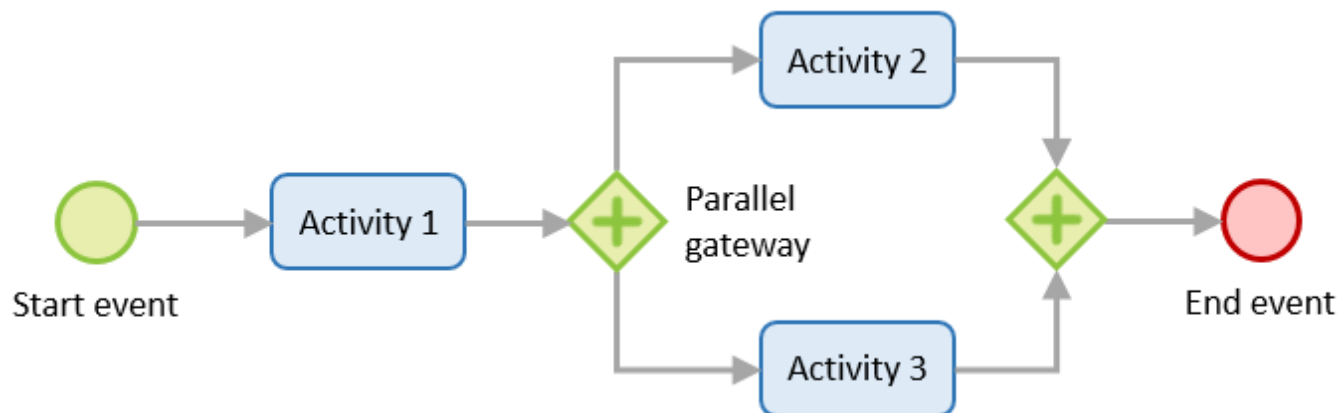 Activity 2
Activity 1
Parallel
gateway
Start event
End event
Activity 3